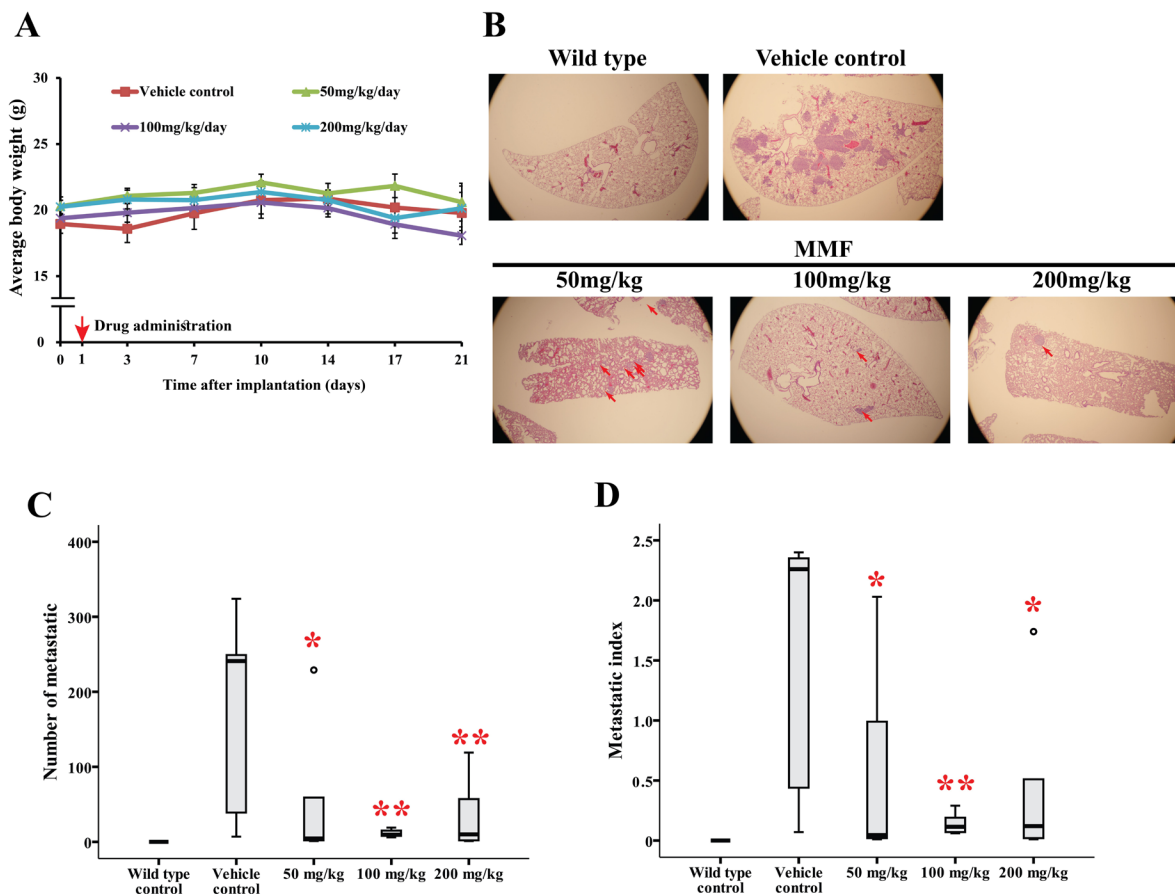 A
Average body weight (g)
30
25
20
15
0
Vehicle control
50mg/kg/day
100mg/kg/day
200mg/kg/day
Drug administration
0 1 3 7 10 14 17 21
Time after implantation (days)
B
Wild type
Vehicle control
MMF
50mg/kg
100mg/kg
200mg/kg
C
Number of metastatic
400
300
200
100
0
**
*
**
Wild type control
Vehicle control
50 mg/kg
100 mg/kg
200 mg/kg
D
Metastatic index
2.5
2.0
1.5
1.0
0.5
0
*
**
*
Wild type control
Vehicle control
50 mg/kg
100 mg/kg
200 mg/kg